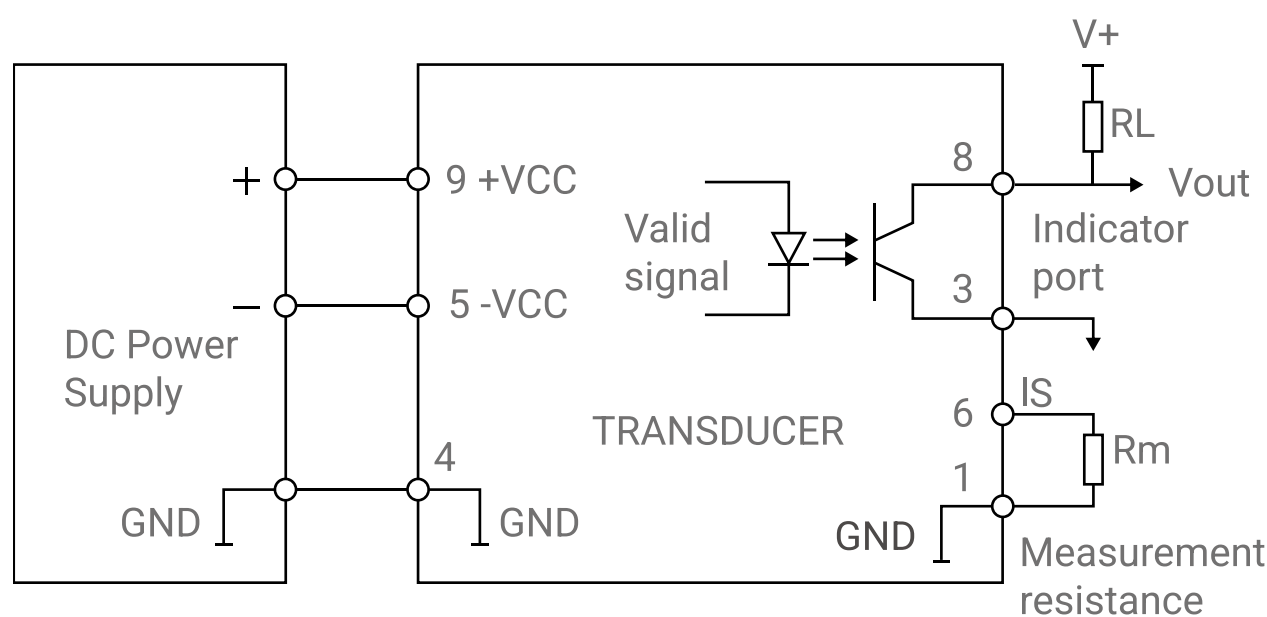 V+
RL
8
+
9 +VCC
Vout
Valid
signal
Indicator
port
3
−
5 -VCC
DC Power
Supply
IS
6
TRANSDUCER
4
Rm
1
GND
GND
GND
Measurement
resistance